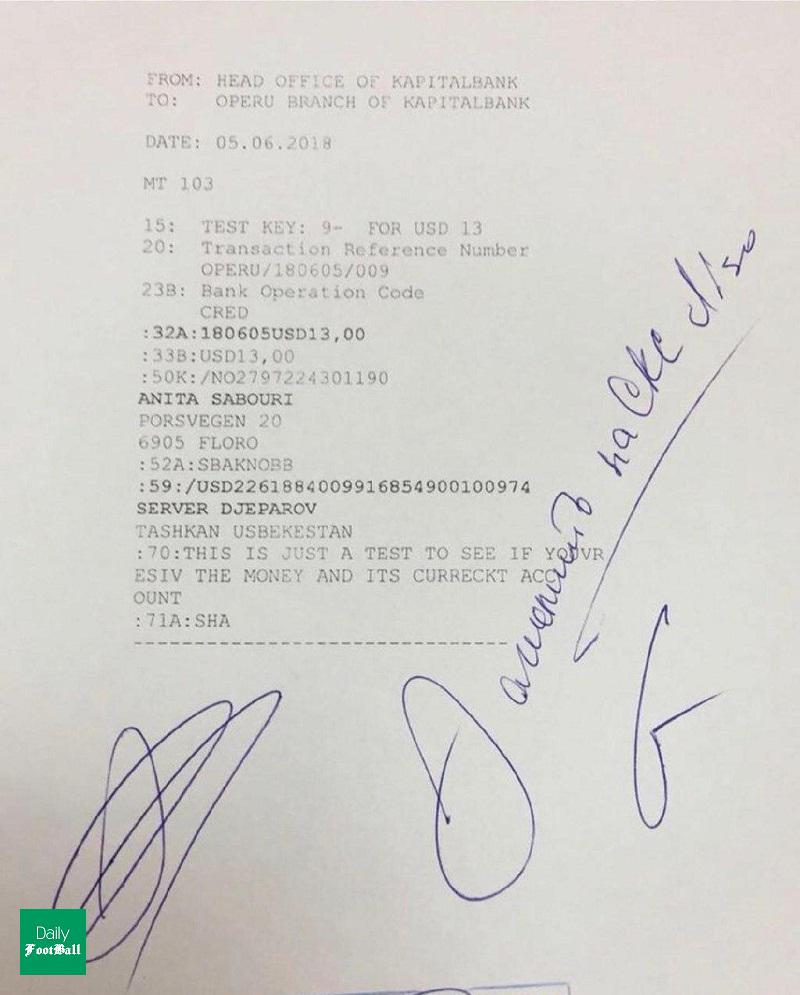 FROM: HEAD OFFICE OF KAPITALBANK
TO: OPERU BRANCH OF KAPITALBANK
DATE: 05.06.2018
MT 103
15: TEST KEY: 9- FOR USD 13
20: Transaction Reference Number
OPERU/180605/009
23B: Bank Operation Code
CRED
:32A:180605USD13,00
:33B:USD13,00
:50K:/NO2797224301190
ANITA SABOURI
PORSVEGEN 20
6905 FLORO
:52A:SBAKNOBB
:59:/USD22618840099916854900100974
SERVER DJEPAROV
TASHKAN USBEKESTAN
:70:THIS IS JUST A TEST TO SEE IF YOUVR
ESIV THE MONEY AND ITS CURRECKT ACC
OUNT
:71A:SHA
Daily
FootBall